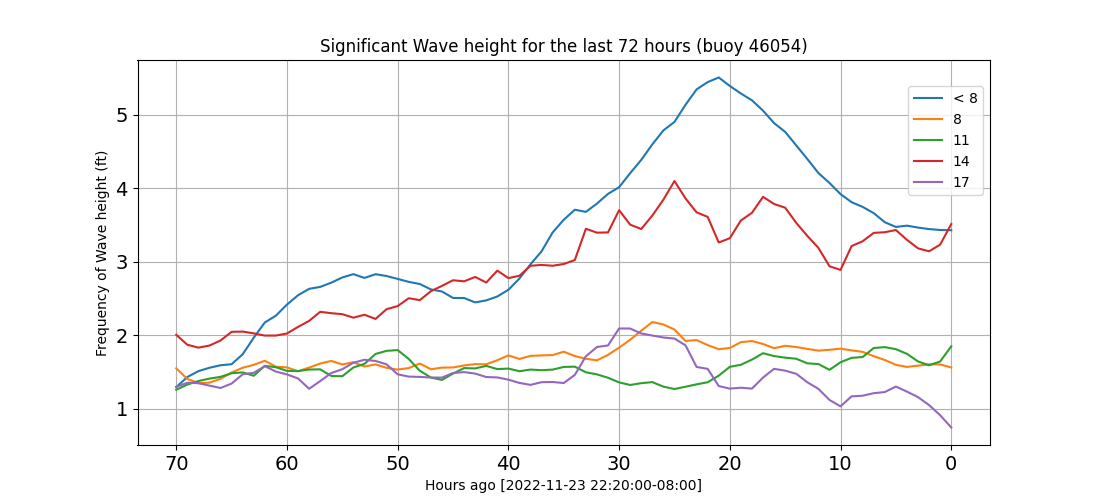 Significant Wave height for the last 72 hours (buoy 46054)
Frequency of Wave height (ft)
5
4
3
2
1
< 8
8
11
14
17
70 60 50 40 30 20 10 0
Hours ago [2022-11-23 22:20:00-08:00]